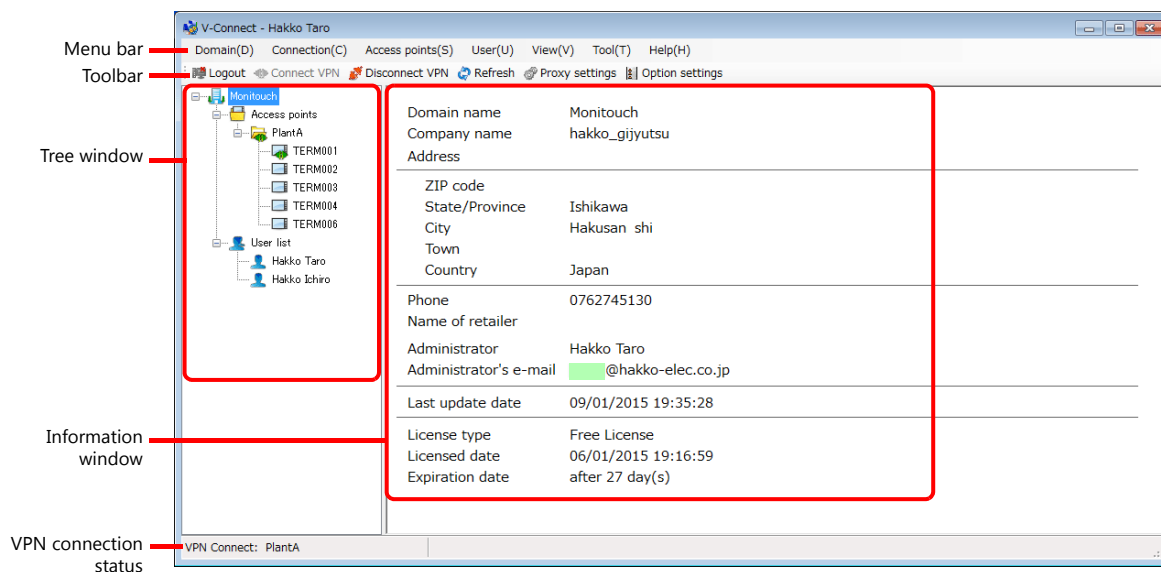 V-Connect - Hakko Taro
Menu bar
Domain(D) Connection(C) Access points(S) User(U) View(V) Tool(T) Help(H)
Toolbar
Logout Connect VPN Disconnect VPN Refresh Proxy settings Option settings
Tree window
Monitouch
Access points
PlantA
TERM001
TERM002
TERM003
TERM004
TERM006
User list
Hakko Taro
Hakko Ichiro
Domain name Monitouch
Company name hakko_gijyutsu
Address
ZIP code
State/Province Ishikawa
City Hakusan shi
Town
Country Japan
Phone 0762745130
Name of retailer
Administrator Hakko Taro
Administrator's e-mail @hakko-elec.co.jp
Last update date 09/01/2015 19:35:28
License type Free License
Licensed date 06/01/2015 19:16:59
Expiration date after 27 day(s)
Information
window
VPN connection
status
VPN Connect: PlantA